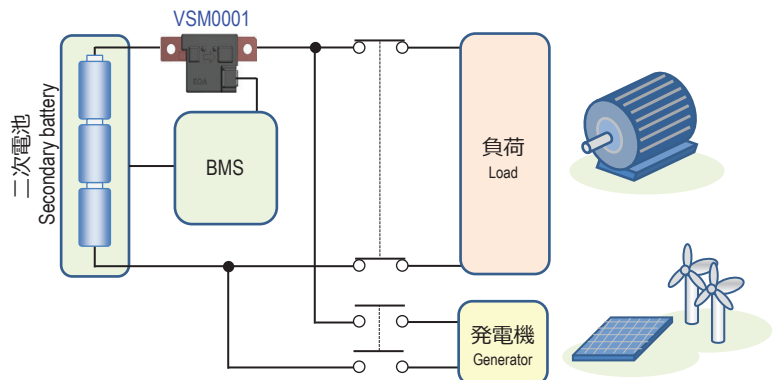 VSM0001
二次電池
Secondary battery
BMS
負荷
Load
発電機
Generator